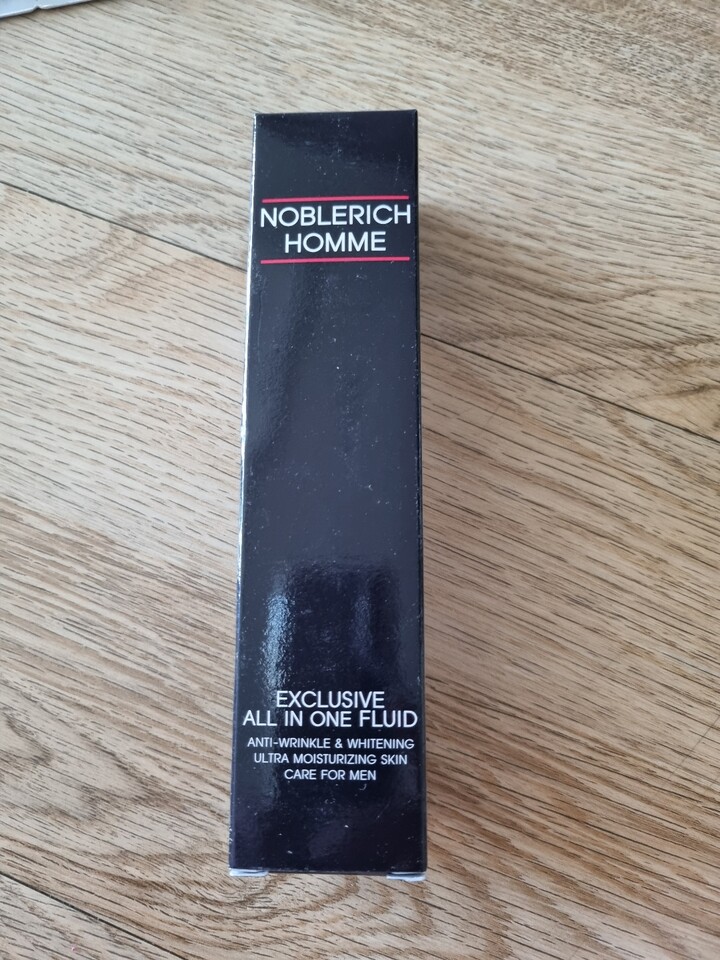 NOBLERICH
HOMME
EXCLUSIVE
ALL IN ONE FLUID
ANTI-WRINKLE & WHITENING
ULTRA MOISTURIZING SKIN
CARE FOR MEN